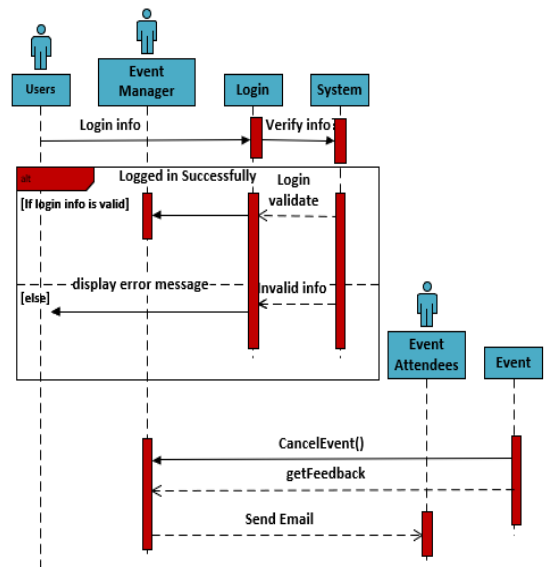 Users
Event
Manager
Login
System
Login info
Verify info
alt
Logged in Successfully
Login
validate
[If login info is valid]
display error message
Invalid info
[else]
Event
Attendees
Event
CancelEvent()
getFeedback
Send Email